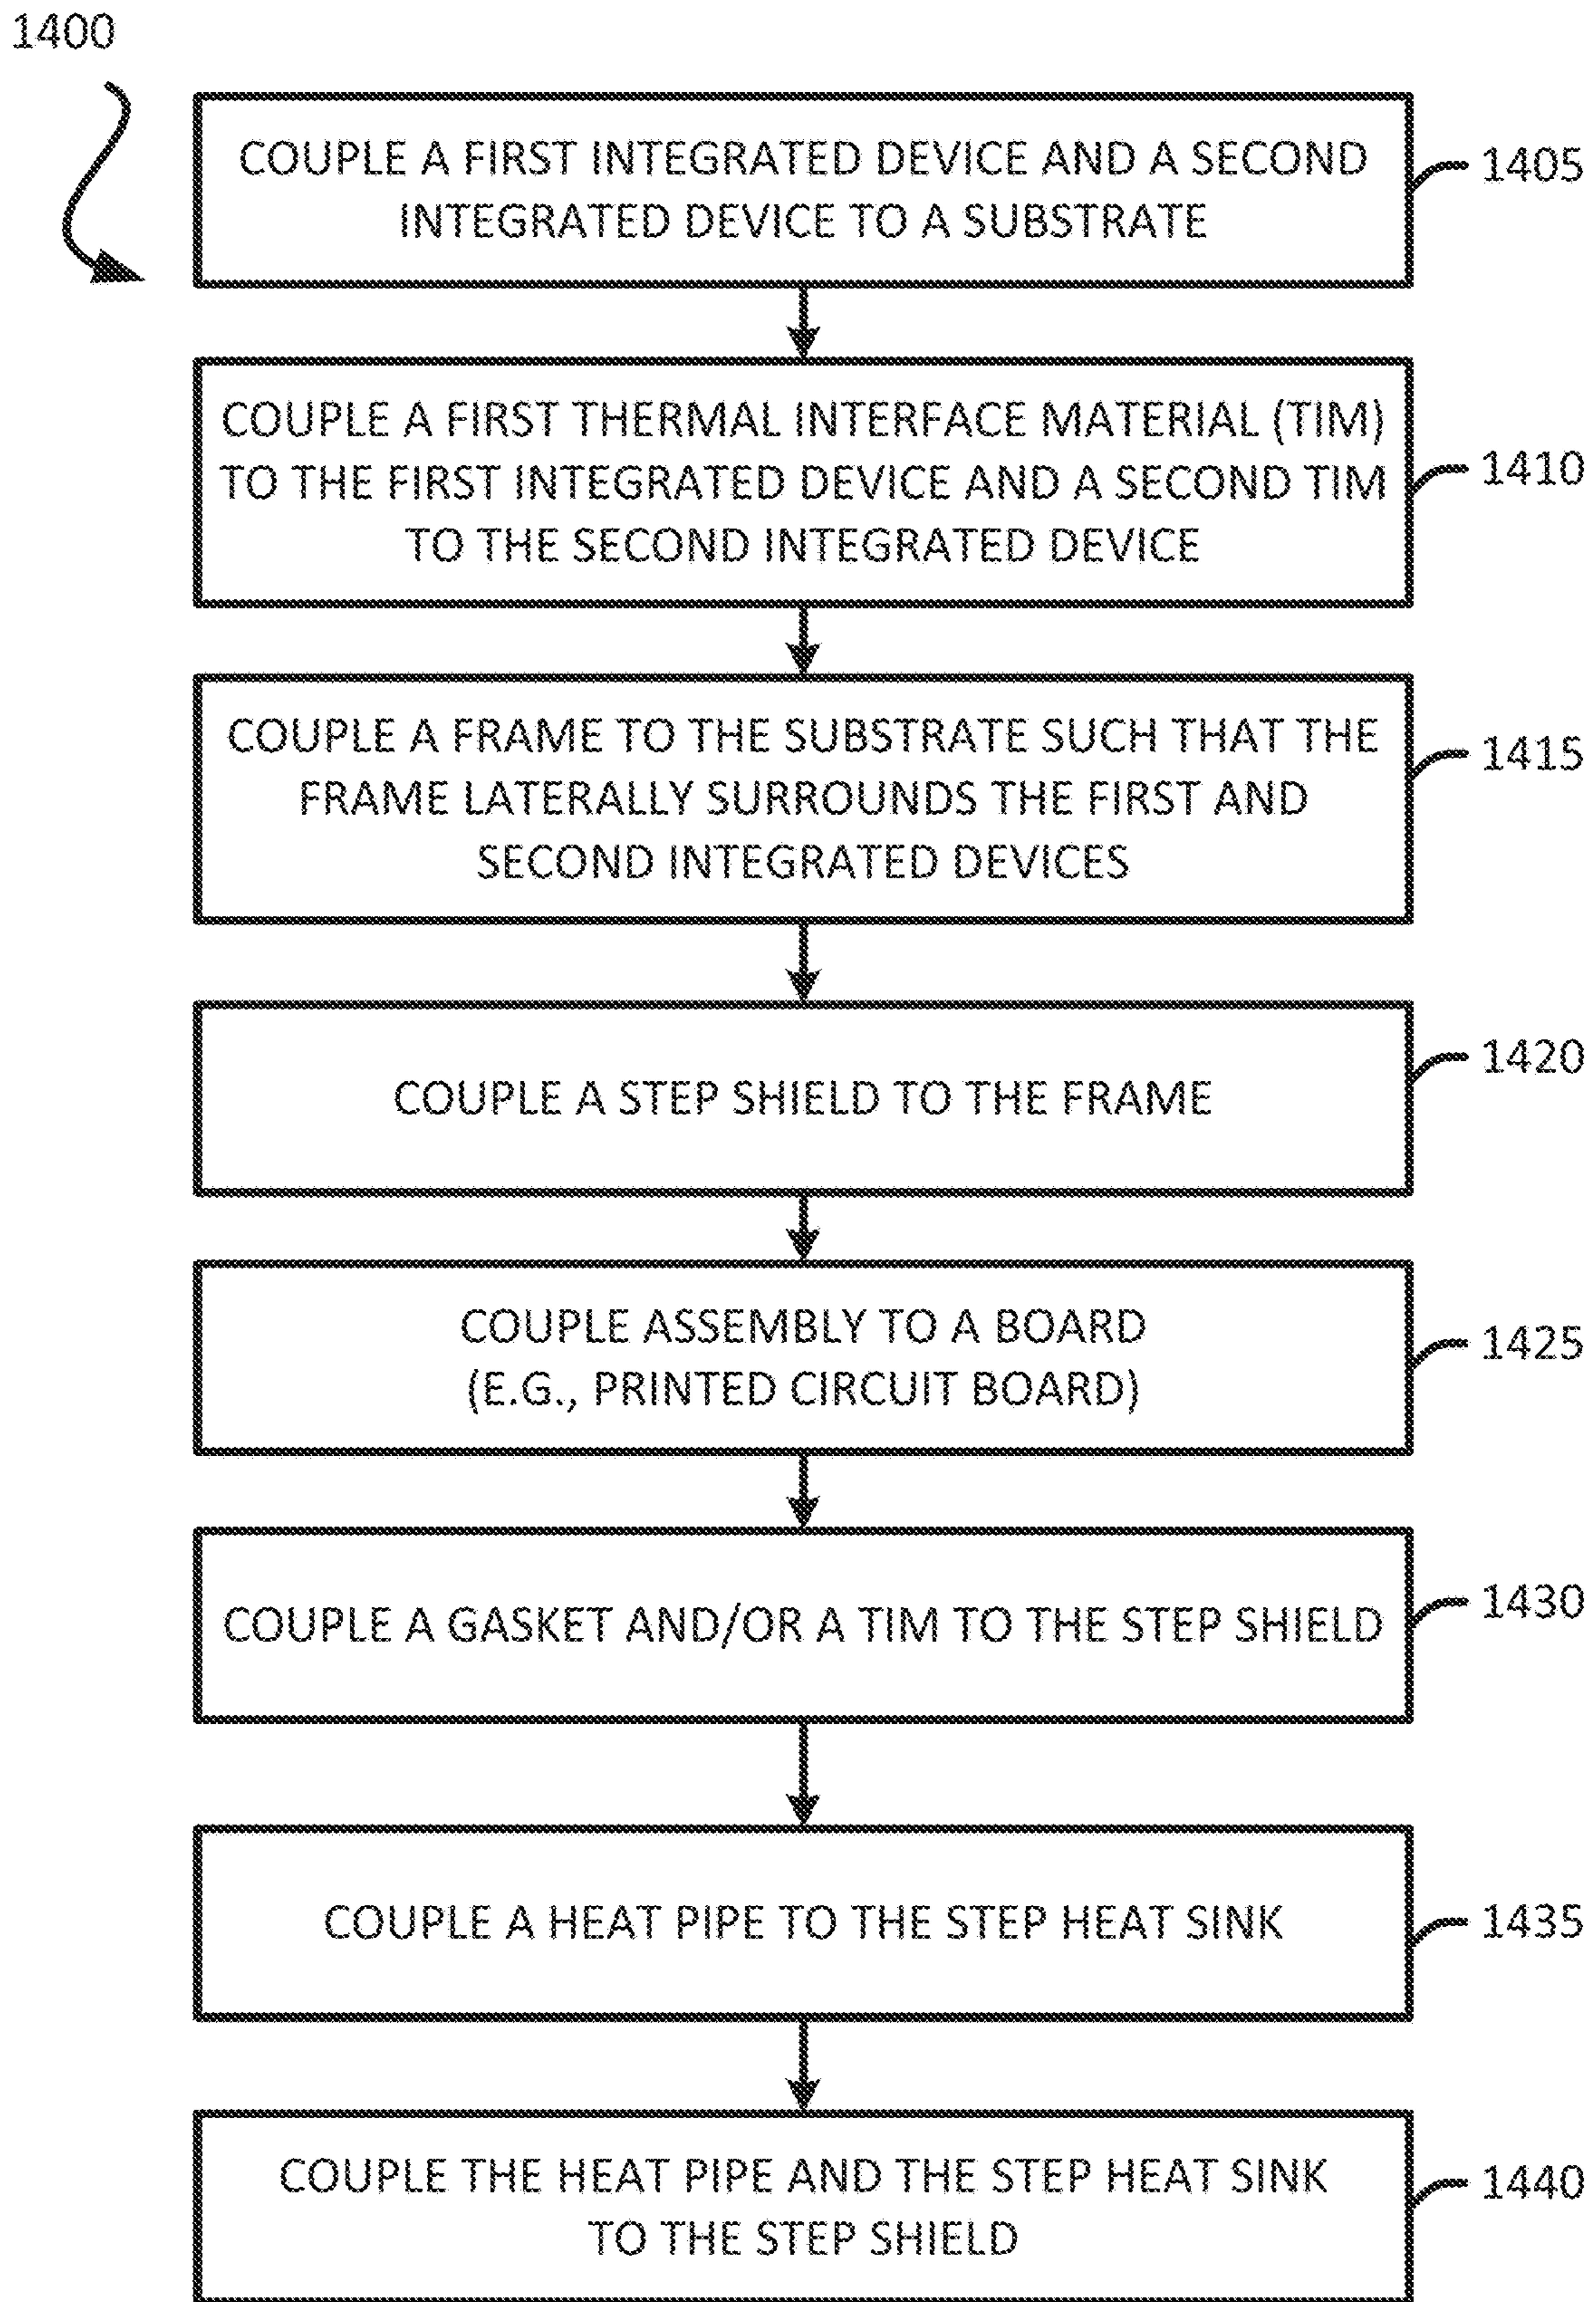 1400
COUPLE A FIRST INTEGRATED DEVICE AND A SECOND
INTEGRATED DEVICE TO A SUBSTRATE
1405
COUPLE A FIRST THERMAL INTERFACE MATERIAL (TIM)
TO THE FIRST INTEGRATED DEVICE AND A SECOND TIM
TO THE SECOND INTEGRATED DEVICE
1410
COUPLE A FRAME TO THE SUBSTRATE SUCH THAT THE
FRAME LATERALLY SURROUNDS THE FIRST AND
SECOND INTEGRATED DEVICES
1415
COUPLE A STEP SHIELD TO THE FRAME
1420
COUPLE ASSEMBLY TO A BOARD
(E.G., PRINTED CIRCUIT BOARD)
1425
COUPLE A GASKET AND/OR A TIM TO THE STEP SHIELD
1430
COUPLE A HEAT PIPE TO THE STEP HEAT SINK
1435
COUPLE THE HEAT PIPE AND THE STEP HEAT SINK
TO THE STEP SHIELD
1440